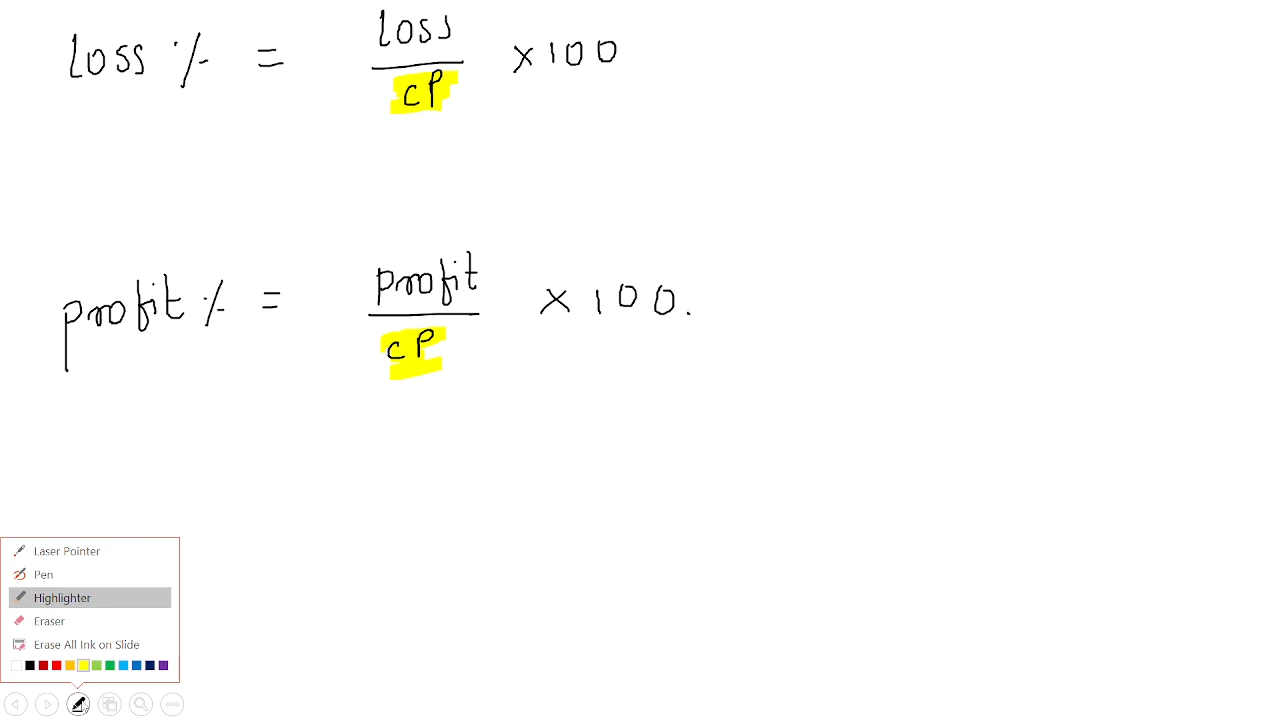 loss % = loss / cp × 100
profit % = profit / cp × 100.
Laser Pointer
Pen
Highlighter
Eraser
Erase All Ink on Slide